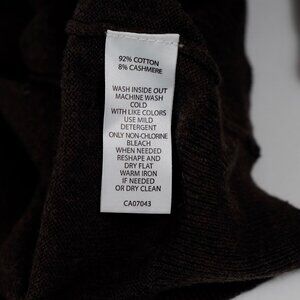 92% COTTON
8% CASHMERE
WASH INSIDE OUT
MACHINE WASH
COLD
WITH LIKE COLORS
USE MILD
DETERGENT
ONLY NON-CHLORINE
BLEACH
WHEN NEEDED
RESHAPE AND
DRY FLAT
WARM IRON
IF NEEDED
OR DRY CLEAN
CA07043